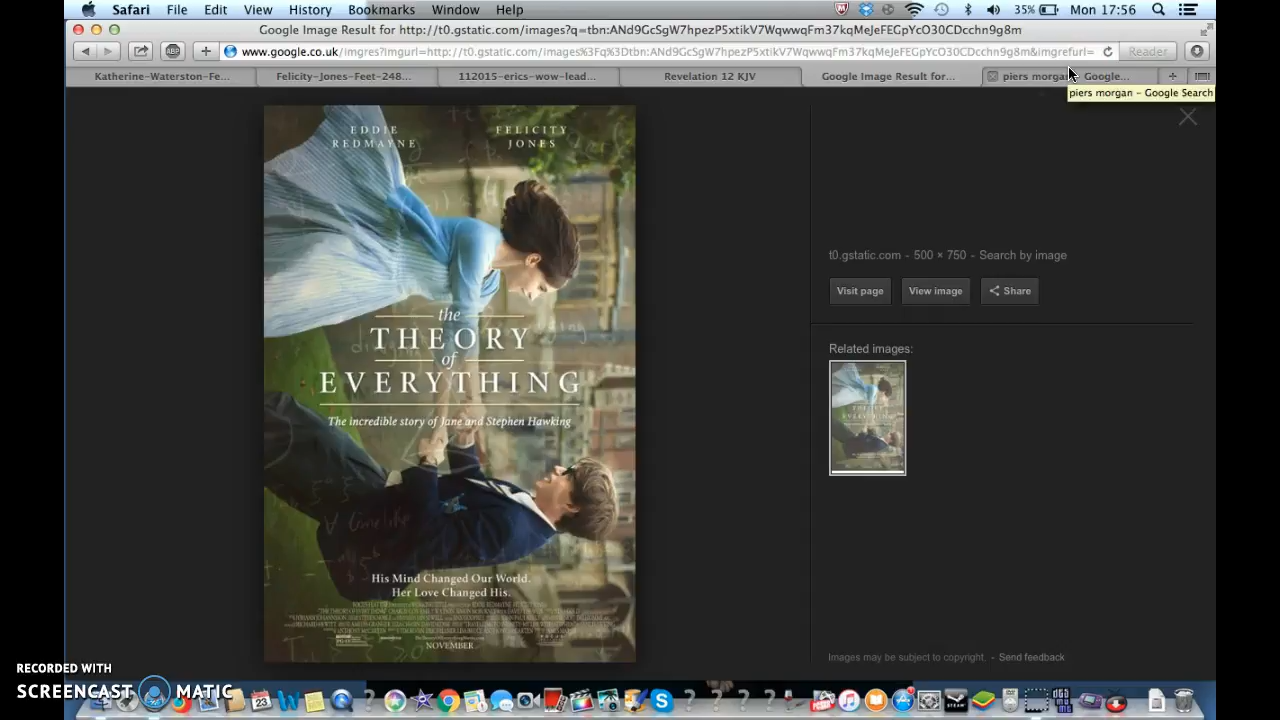 Safari File Edit View History Bookmarks Window Help 35% Mon 17:56
Google Image Result for http://t0.gstatic.com/images?q=tbn:ANd9GcSgW7hpezP5xtikV7WqwwqFm37kqMeJeFEGpYcO30CDcchn9g8m
www.google.co.uk/imgres?imgurl=http://t0.gstatic.com/images%3Fq%3Dtbn:ANd9GcSgW7hpezP5xtikV7WqwwqFm37kqMeJeFEGpYcO30CDcchn9g8m&imgrefurl= Reader
Katherine-Waterston-Fe... Felicity-Jones-Feet-248... 112015-erics-wow-lead... Revelation 12 KJV Google Image Result for... piers morgan - Google...
piers morgan – Google Search
EDDIE REDMAYNE
FELICITY JONES
the
THEORY
of
EVERYTHING
The incredible story of Jane and Stephen Hawking
His Mind Changed Our World.
Her Love Changed His.
NOVEMBER
t0.gstatic.com - 500 × 750 - Search by image
Visit page View image Share
Related images:
Images may be subject to copyright. - Send feedback
RECORDED WITH
SCREENCAST MATIC